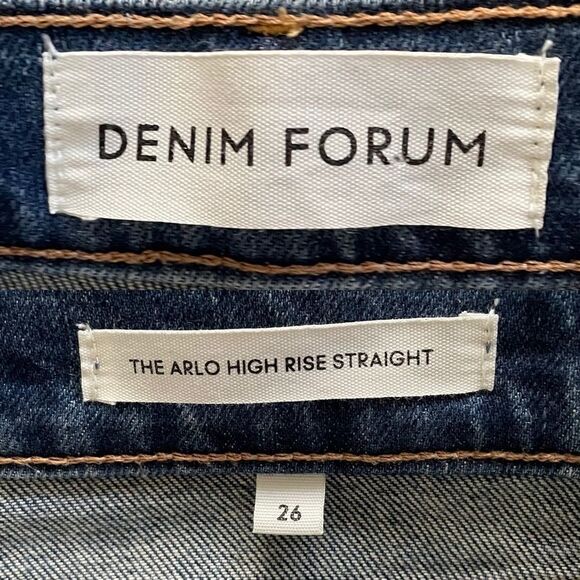 DENIM FORUM
THE ARLO HIGH RISE STRAIGHT
26